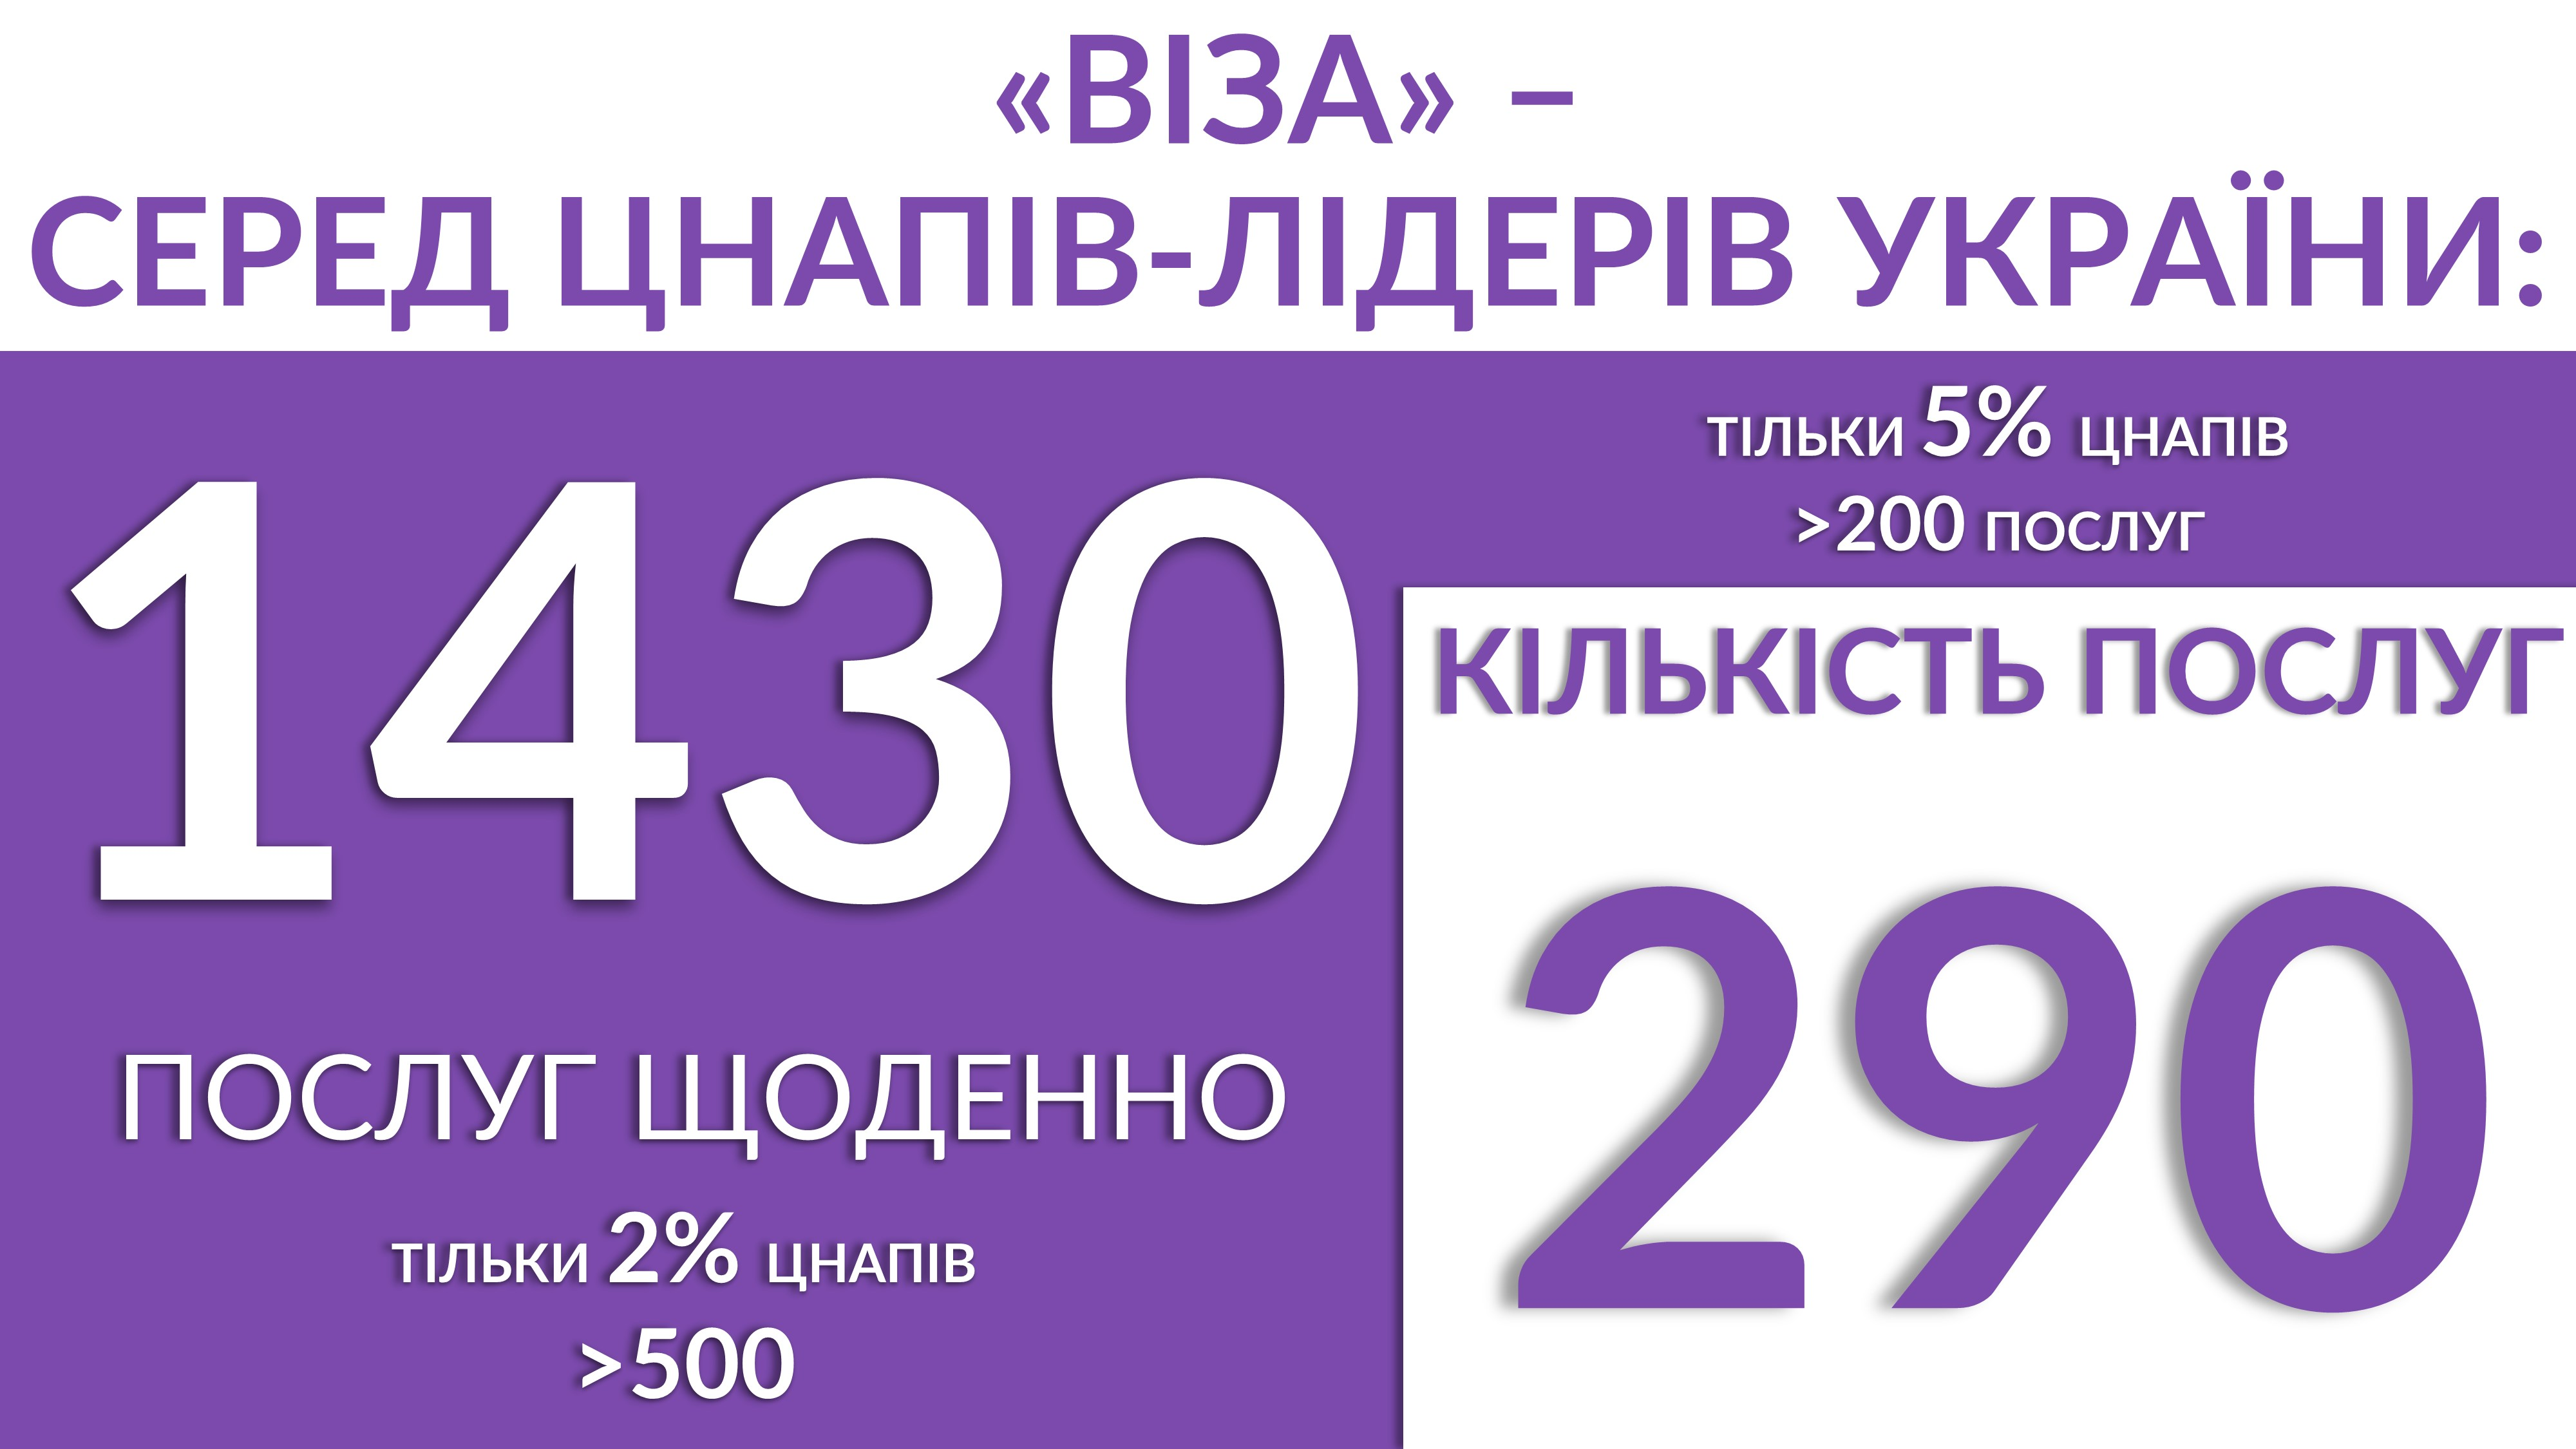 «ВІЗА» –
СЕРЕД ЦНАПІВ-ЛІДЕРІВ УКРАЇНИ:
1430
ПОСЛУГ ЩОДЕННО
ТІЛЬКИ 2% ЦНАПІВ
>500
ТІЛЬКИ 5% ЦНАПІВ
>200 ПОСЛУГ
КІЛЬКІСТЬ ПОСЛУГ
290